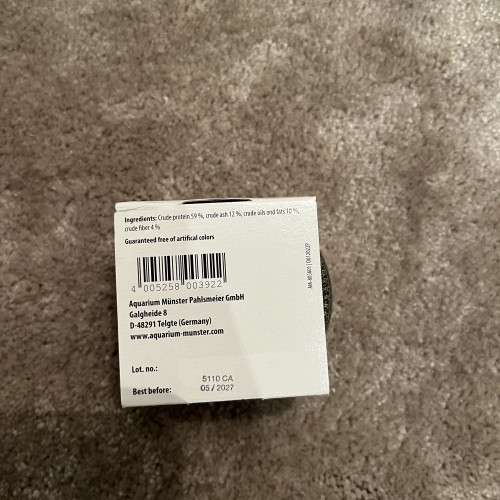 Ingredients: Crude protein 59 %, crude ash 12 %, crude oils and fats 10 %,
crude fiber 4 %
Guaranteed free of artifical colors
4 005258 003922
Aquarium Münster Pahlsmeier GmbH
Galgheide 8
D-48291 Telgte (Germany)
www.aquarium-munster.com
Lot. no.:
5110 CA
Best before: 05/2027